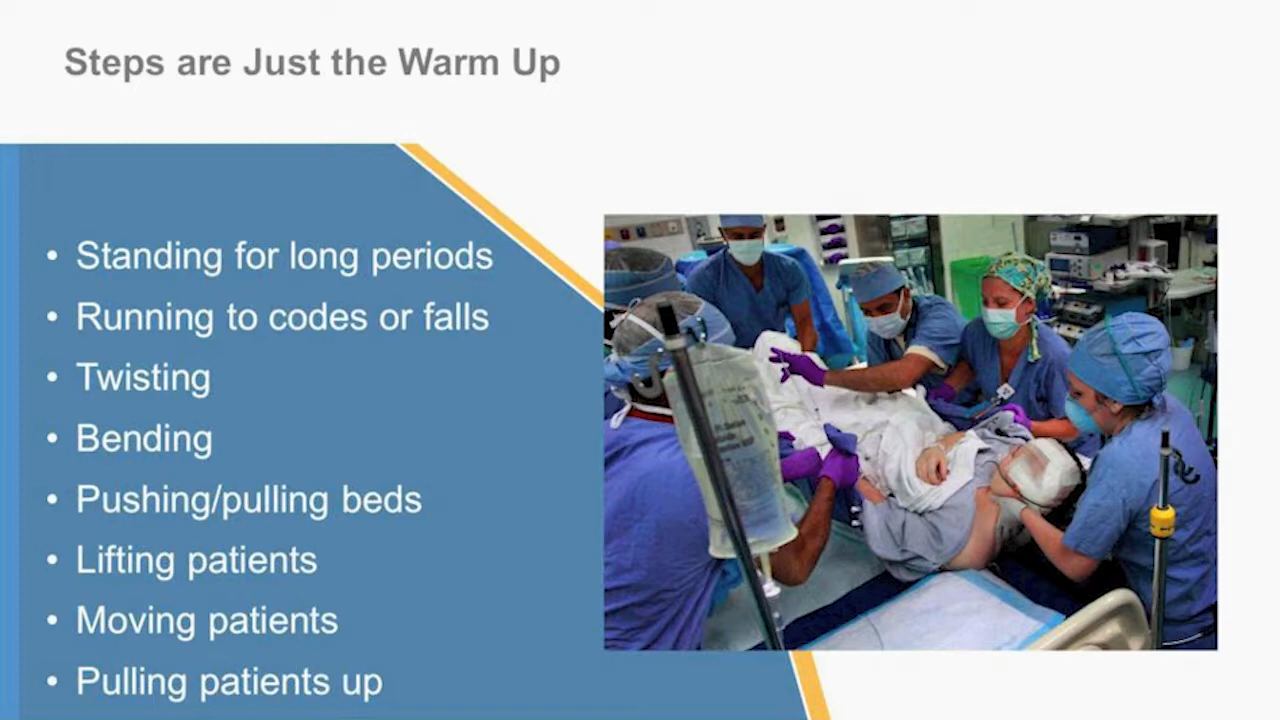 Steps are Just the Warm Up
• Standing for long periods
• Running to codes or falls
• Twisting
• Bending
• Pushing/pulling beds
• Lifting patients
• Moving patients
• Pulling patients up